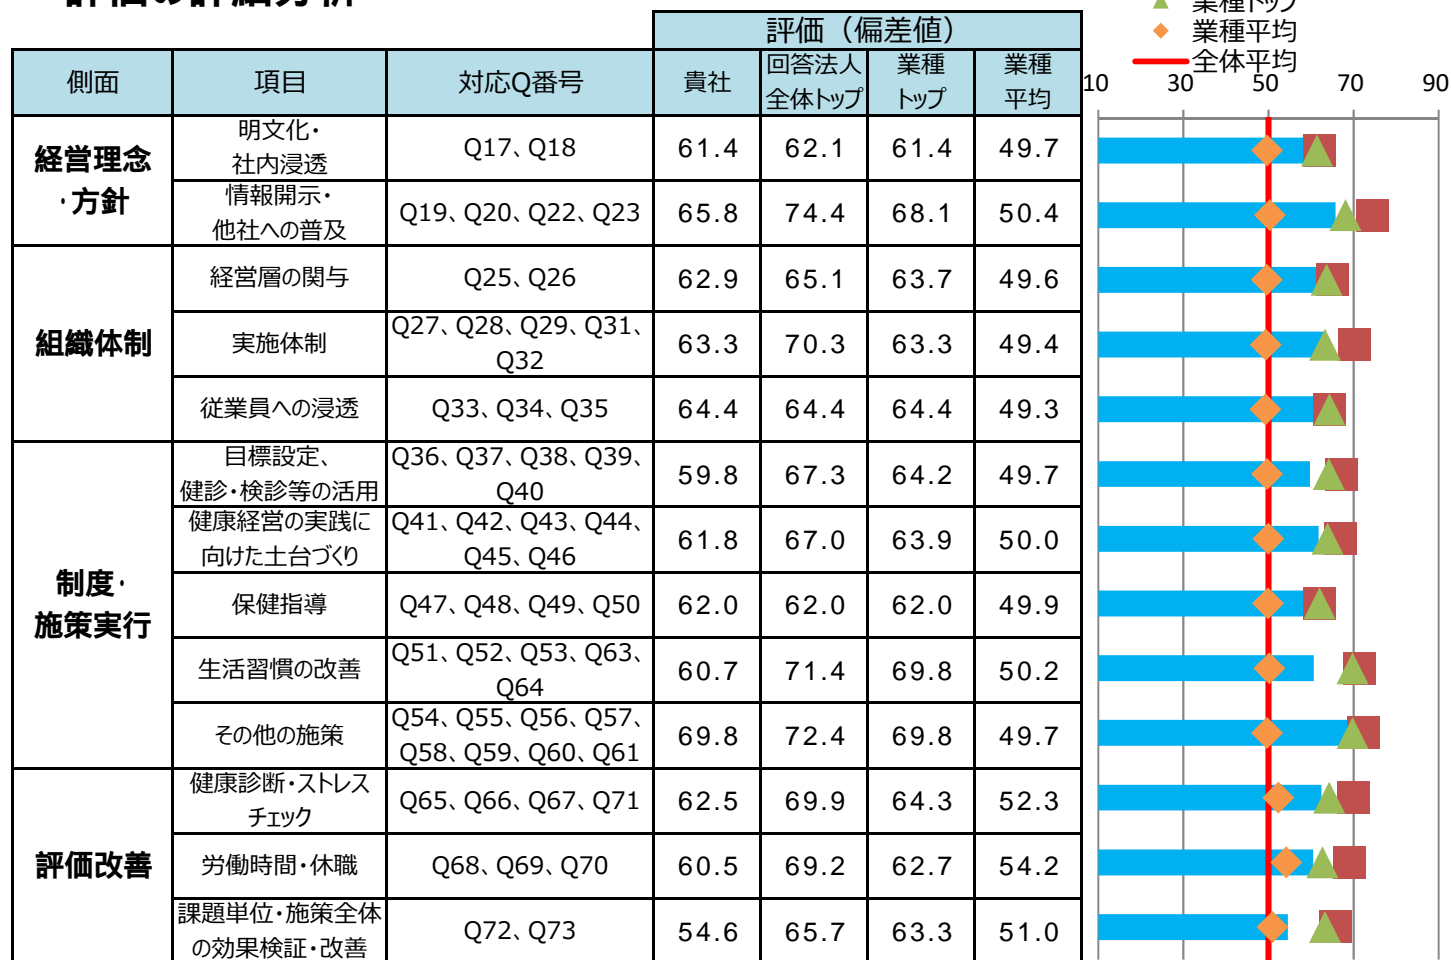 評価の詳細分析
業種トップ
業種平均
全体平均
評価（偏差値）
側面 項目 対応Q番号 貴社 回答法人 業種 業種
全体トップ トップ 平均
10 30 50 70 90
経営理念
・方針
明文化・
社内浸透
Q17、Q18 61.4 62.1 61.4 49.7
情報開示・
他社への普及
Q19、Q20、Q22、Q23 65.8 74.4 68.1 50.4
組織体制
経営層の関与 Q25、Q26 62.9 65.1 63.7 49.6
実施体制
Q27、Q28、Q29、Q31、
Q32
63.3 70.3 63.3 49.4
従業員への浸透 Q33、Q34、Q35 64.4 64.4 64.4 49.3
制度・
施策実行
目標設定、
健診・検診等の活用
Q36、Q37、Q38、Q39、
Q40
59.8 67.3 64.2 49.7
健康経営の実践に
向けた土台づくり
Q41、Q42、Q43、Q44、
Q45、Q46
61.8 67.0 63.9 50.0
保健指導 Q47、Q48、Q49、Q50 62.0 62.0 62.0 49.9
生活習慣の改善
Q51、Q52、Q53、Q63、
Q64
60.7 71.4 69.8 50.2
その他の施策
Q54、Q55、Q56、Q57、
Q58、Q59、Q60、Q61
69.8 72.4 69.8 49.7
評価改善
健康診断・ストレス
チェック
Q65、Q66、Q67、Q71 62.5 69.9 64.3 52.3
労働時間・休職 Q68、Q69、Q70 60.5 69.2 62.7 54.2
課題単位・施策全体
の効果検証・改善
Q72、Q73 54.6 65.7 63.3 51.0